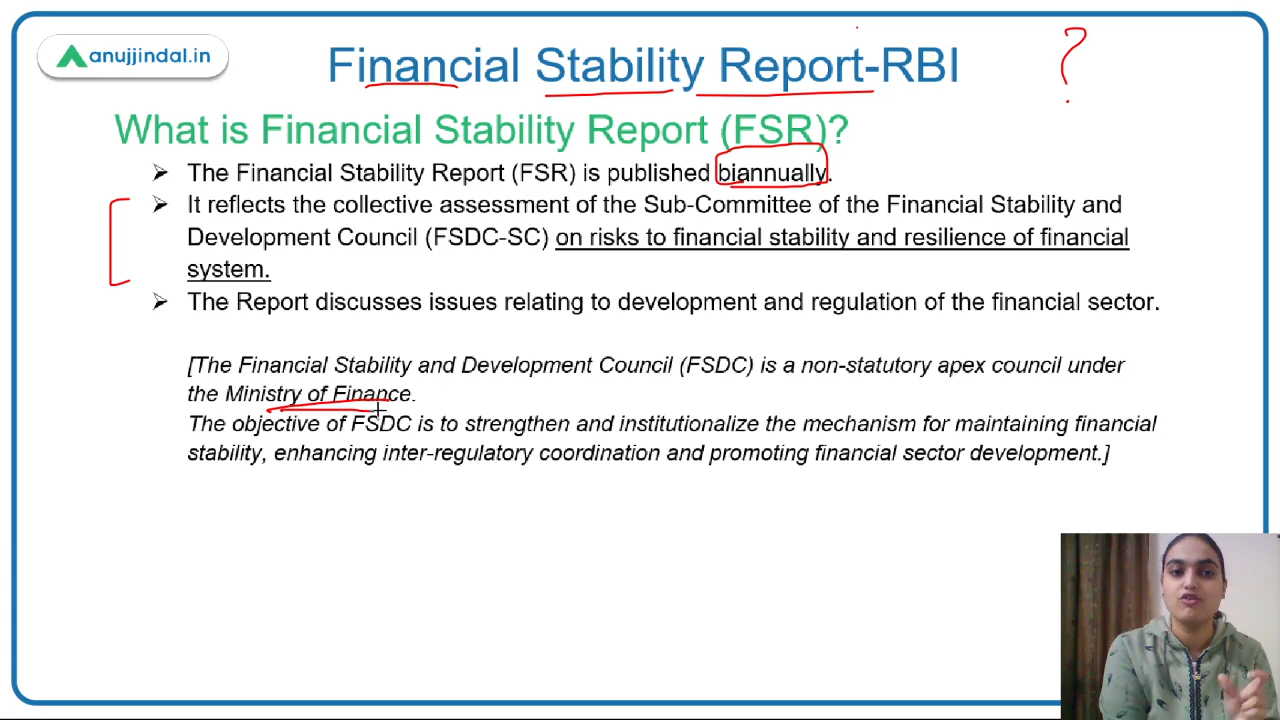 anujjindal.in
Financial Stability Report-RBI
?
What is Financial Stability Report (FSR)?
➢ The Financial Stability Report (FSR) is published biannually.
➢ It reflects the collective assessment of the Sub-Committee of the Financial Stability and
Development Council (FSDC-SC) on risks to financial stability and resilience of financial
system.
➢ The Report discusses issues relating to development and regulation of the financial sector.
[The Financial Stability and Development Council (FSDC) is a non-statutory apex council under
the Ministry of Finance.
The objective of FSDC is to strengthen and institutionalize the mechanism for maintaining financial
stability, enhancing inter-regulatory coordination and promoting financial sector development.]